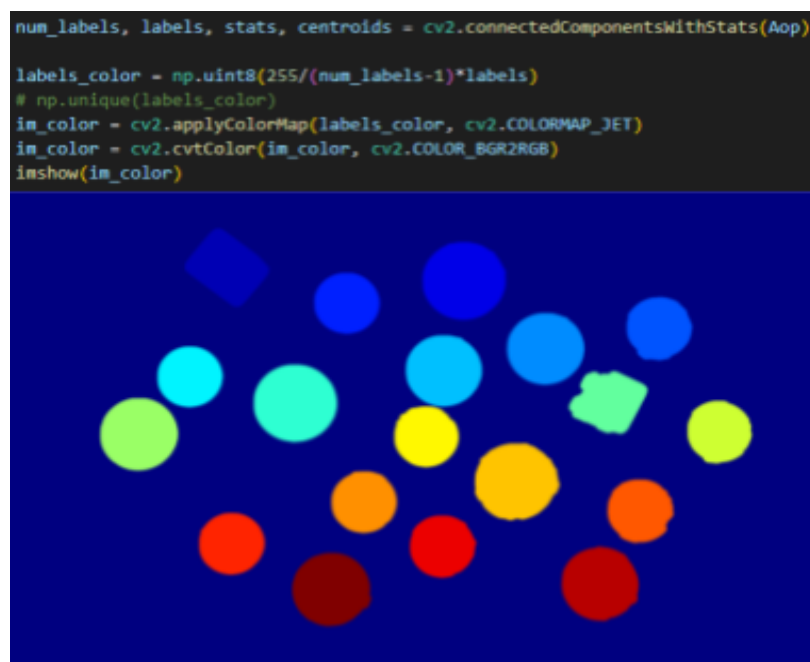 num_labels, labels, stats, centroids = cv2.connectedComponentsWithStats(Aop)
labels_color = np.uint8(255/(num_labels-1)*labels)
# np.unique(labels_color)
im_color = cv2.applyColorMap(labels_color, cv2.COLORMAP_JET)
im_color = cv2.cvtColor(im_color, cv2.COLOR_BGR2RGB)
imshow(im_color)